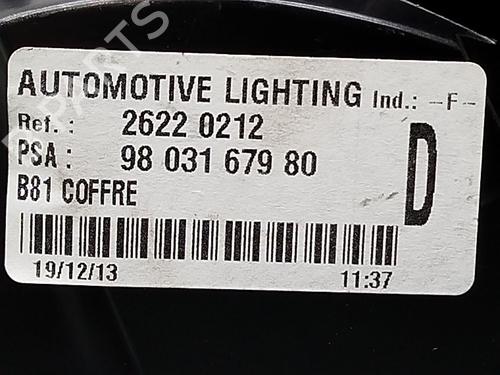 AUTOMOTIVE LIGHTING Ind.: --F--
Ref. : 2622 0212
PSA : 98 031 679 80
B81 COFFRE
D
19/12/13 11:37